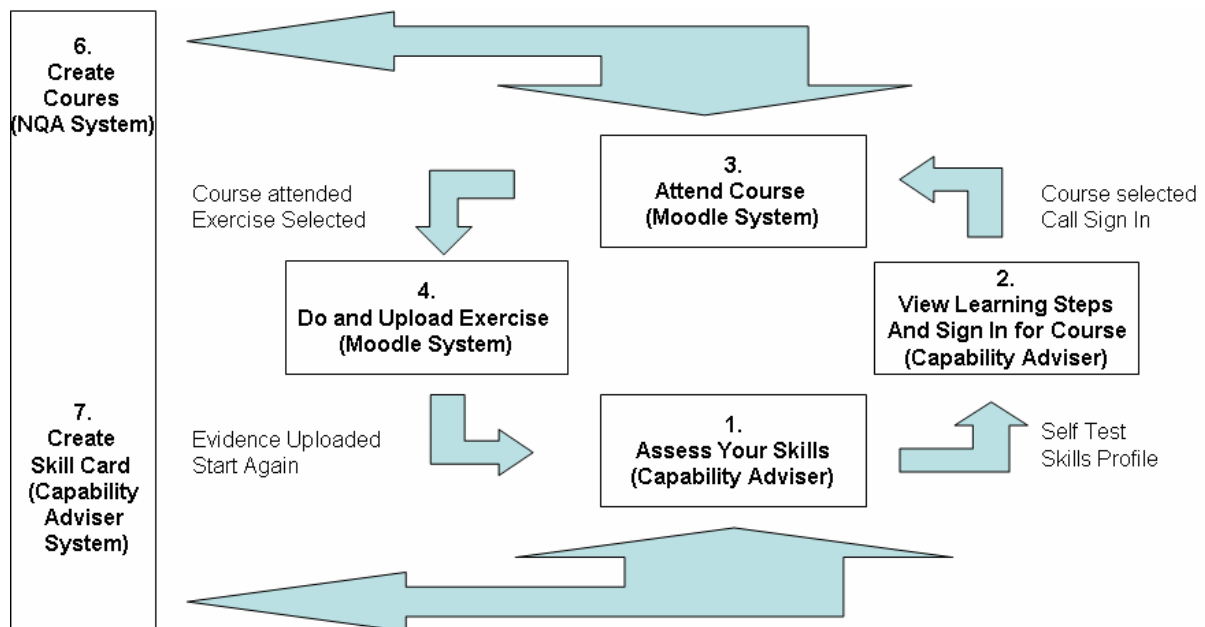 6.
Create
Coures
(NQA System)
3.
Attend Course
(Moodle System)
Course attended
Exercise Selected
Course selected
Call Sign In
4.
Do and Upload Exercise
(Moodle System)
2.
View Learning Steps
And Sign In for Course
(Capability Adviser)
7.
Create
Skill Card
(Capability
Adviser
System)
Evidence Uploaded
Start Again
1.
Assess Your Skills
(Capability Adviser)
Self Test
Skills Profile